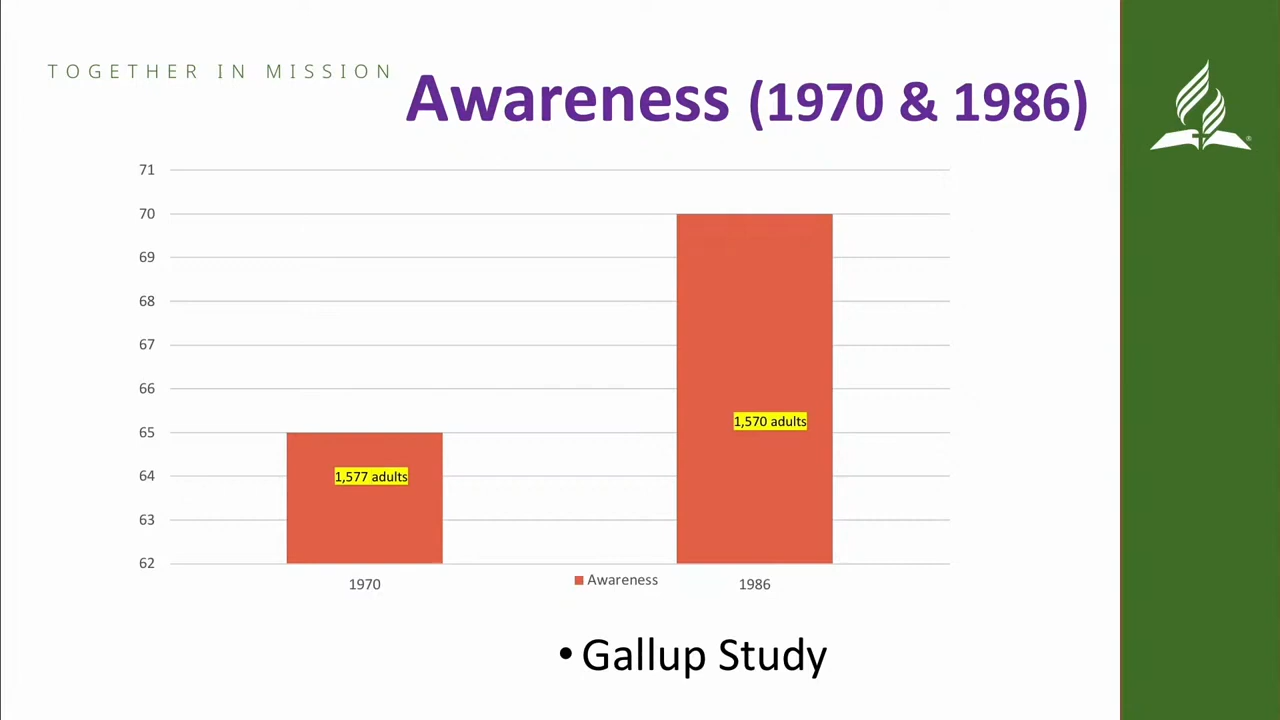 TOGETHER IN MISSION
Awareness (1970 & 1986)
71
70
69
68
67
66
65
64
63
62
1,577 adults
1,570 adults
1970
Awareness
1986
• Gallup Study
®